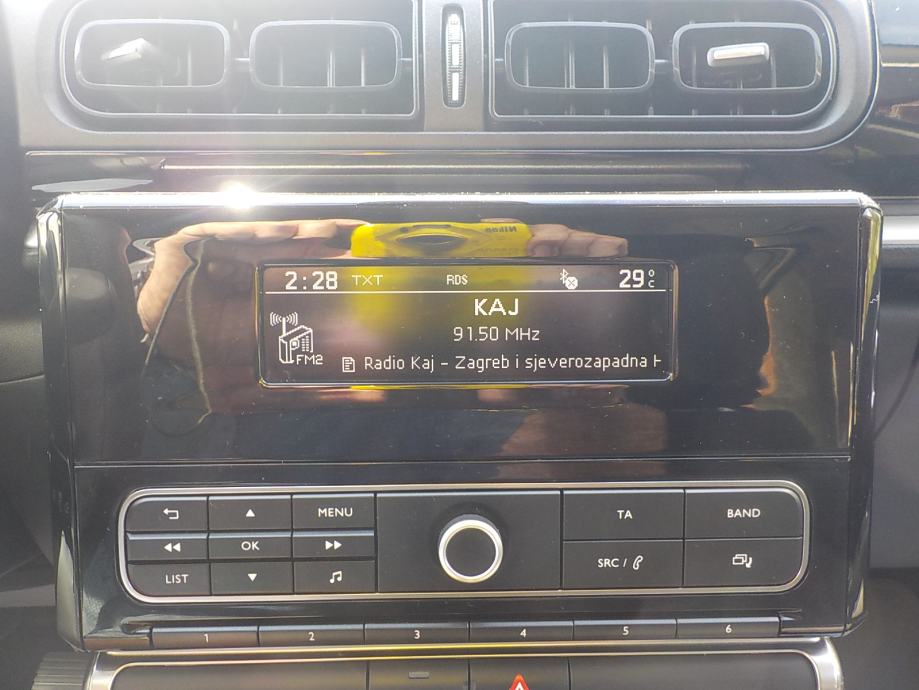 2:28 TXT RDS 29°C
KAJ
91.50 MHz
FM2
Radio Kaj - Zagreb i sjeverozapadna H
MENU
TA
BAND
OK
LIST
SRC /
1 2 3 4 5 6
Nikon